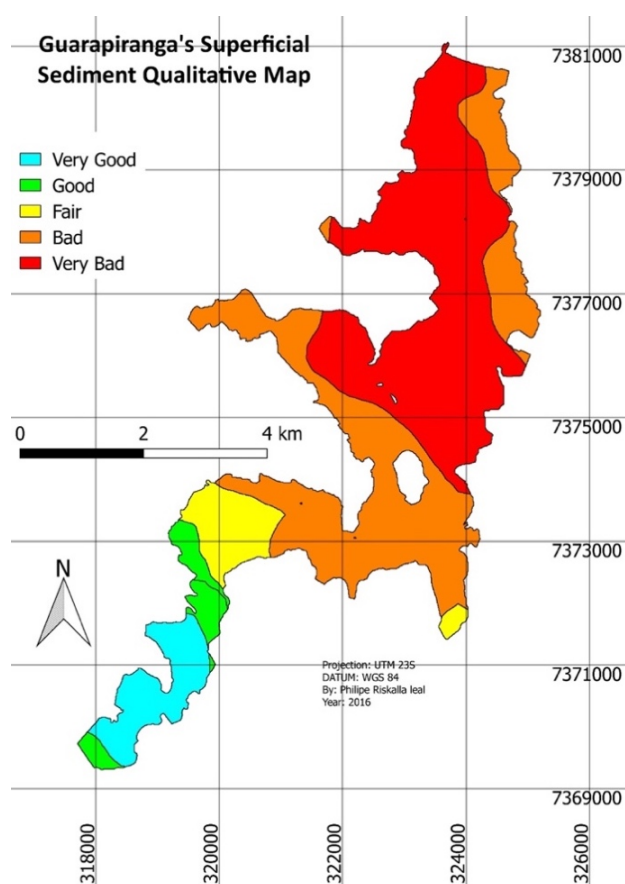 Guarapiranga's Superficial
Sediment Qualitative Map
7381000
Very Good
Good
Fair
Bad
Very Bad
7379000
7377000
7375000
0 2 4 km
7373000
N
7371000
Projection: UTM 23S
DATUM: WGS 84
By: Philipe Riskalla leal
Year: 2016
7369000
318000
320000
322000
324000
326000